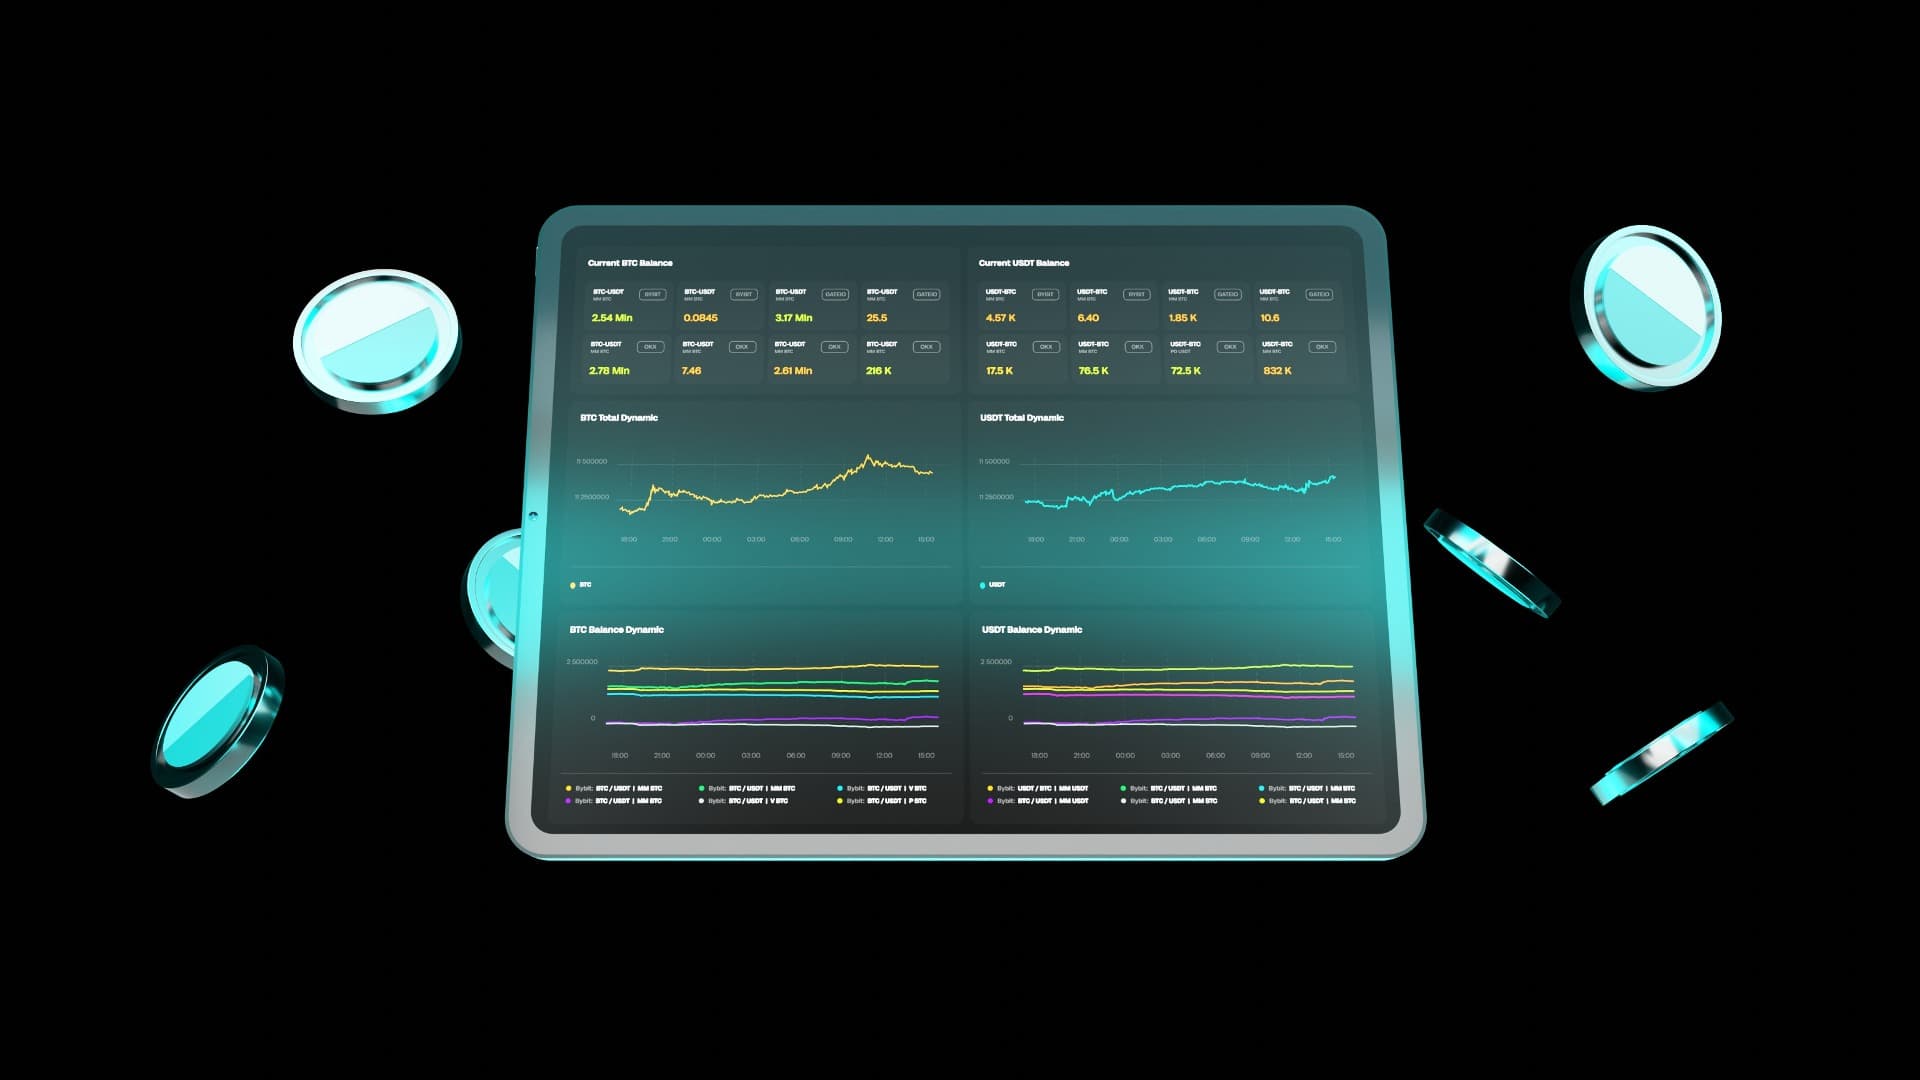 Current BTC Balance
BTC-USDT BYBIT BTC-USDT BYBIT BTC-USDT GATEIO BTC-USDT GATEIO
MM BTC MM BTC MM BTC MM BTC
2.54 Mln 0.0845 3.17 Mln 25.5
BTC-USDT OKX BTC-USDT OKX BTC-USDT OKX BTC-USDT OKX
MM BTC MM BTC MM BTC MM BTC
2.78 Mln 7.46 2.61 Mln 216 K
Current USDT Balance
USDT-BTC BYBIT USDT-BTC BYBIT USDT-BTC GATEIO USDT-BTC GATEIO
MM BTC MM BTC MM BTC MM BTC
4.57 K 6.40 1.85 K 10.6
USDT-BTC OKX USDT-BTC OKX USDT-BTC OKX USDT-BTC OKX
MM BTC MM BTC PO USDT MM BTC
17.5 K 76.5 K 72.5 K 832 K
BTC Total Dynamic
11 500000
11 2500000
18:00 21:00 00:00 03:00 06:00 09:00 12:00 15:00
BTC
USDT Total Dynamic
11 500000
11 2500000
18:00 21:00 00:00 03:00 06:00 09:00 12:00 15:00
USDT
BTC Balance Dynamic
2 500000
0
18:00 21:00 00:00 03:00 06:00 09:00 12:00 15:00
Bybit: BTC / USDT | MM BTC Bybit: BTC / USDT | MM BTC Bybit: BTC / USDT | V BTC
Bybit: BTC / USDT | MM BTC Bybit: BTC / USDT | V BTC Bybit: BTC / USDT | P BTC
USDT Balance Dynamic
2 500000
0
18:00 21:00 00:00 03:00 06:00 09:00 12:00 15:00
Bybit: USDT / BTC | MM USDT Bybit: BTC / USDT | MM BTC Bybit: BTC / USDT | MM BTC
Bybit: BTC / USDT | MM USDT Bybit: BTC / USDT | MM BTC Bybit: BTC / USDT | MM BTC